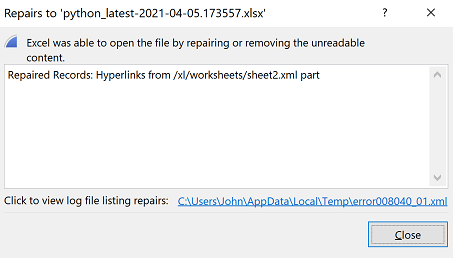 Repairs to 'python_latest-2021-04-05.173557.xlsx'
?
Excel was able to open the file by repairing or removing the unreadable
content.
Repaired Records: Hyperlinks from /xl/worksheets/sheet2.xml part
Click to view log file listing repairs: C:\Users\John\AppData\Local\Temp\error008040_01.xml
Close